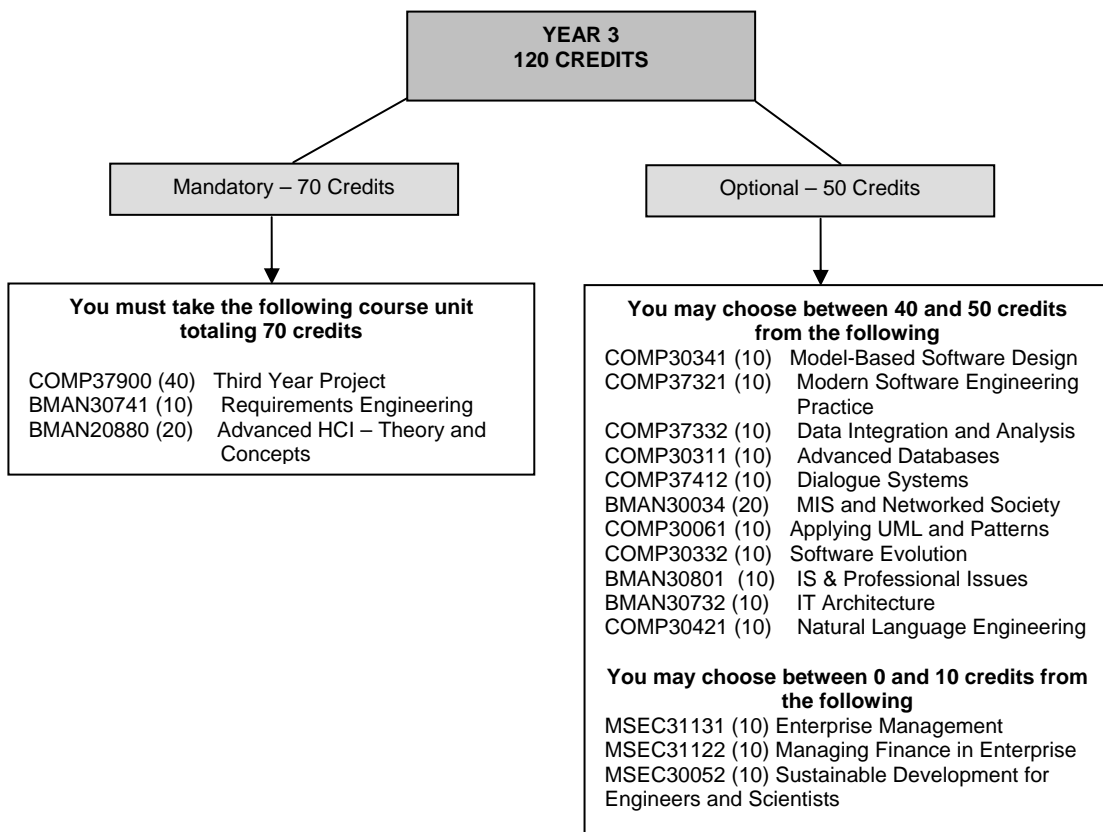 YEAR 3
120 CREDITS
Mandatory – 70 Credits
Optional – 50 Credits
You must take the following course unit
totaling 70 credits
COMP37900 (40) Third Year Project
BMAN30741 (10) Requirements Engineering
BMAN20880 (20) Advanced HCI – Theory and
Concepts
You may choose between 40 and 50 credits
from the following
COMP30341 (10) Model-Based Software Design
COMP37321 (10) Modern Software Engineering
Practice
COMP37332 (10) Data Integration and Analysis
COMP30311 (10) Advanced Databases
COMP37412 (10) Dialogue Systems
BMAN30034 (20) MIS and Networked Society
COMP30061 (10) Applying UML and Patterns
COMP30332 (10) Software Evolution
BMAN30801 (10) IS & Professional Issues
BMAN30732 (10) IT Architecture
COMP30421 (10) Natural Language Engineering
You may choose between 0 and 10 credits from
the following
MSEC31131 (10) Enterprise Management
MSEC31122 (10) Managing Finance in Enterprise
MSEC30052 (10) Sustainable Development for
Engineers and Scientists